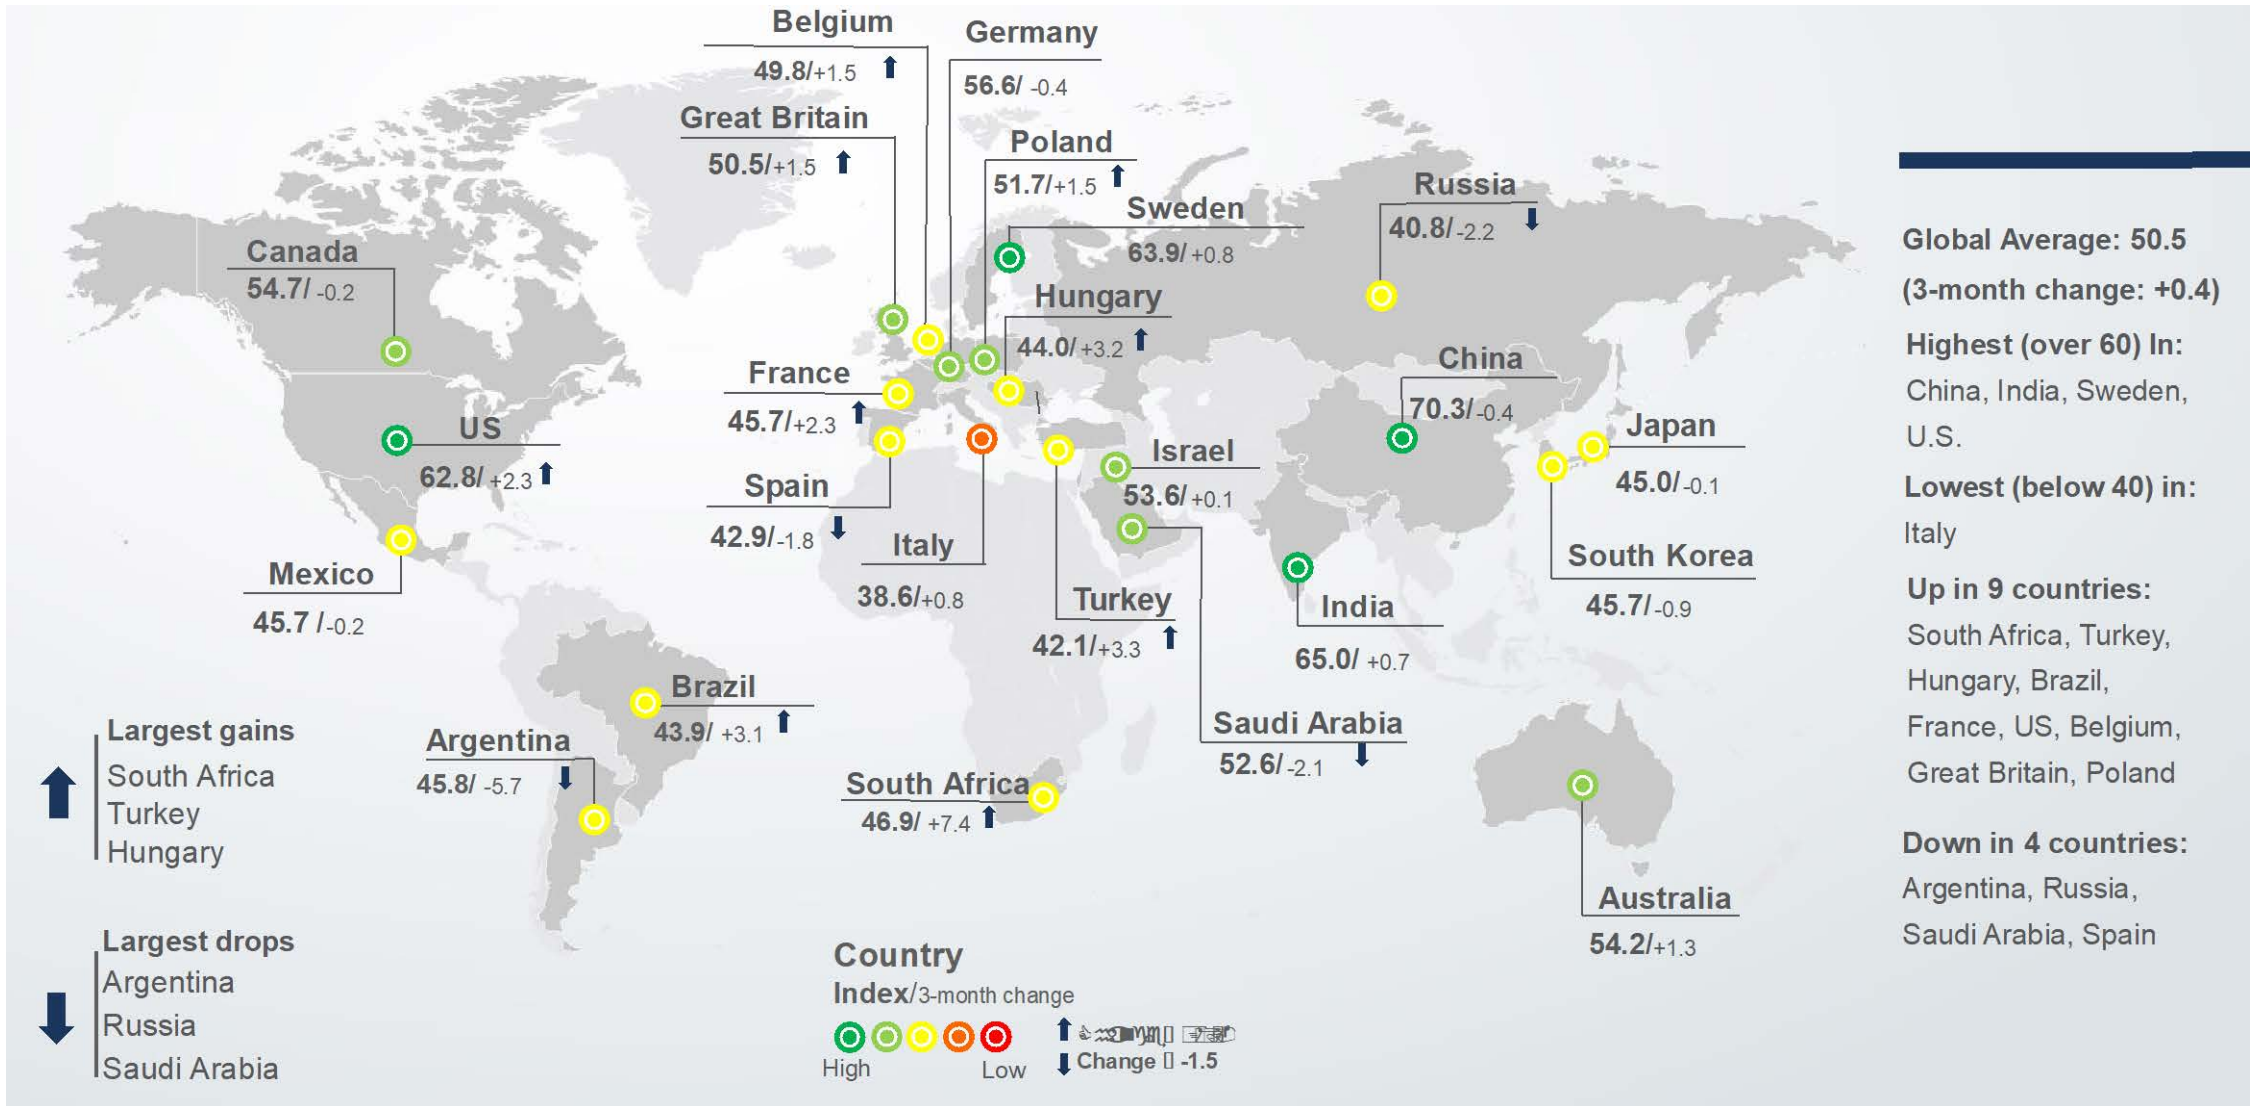 Belgium
49.8/+1.5
Germany
56.6/ -0.4
Great Britain
50.5/+1.5
Poland
51.7/+1.5
Sweden
63.9/+0.8
Russia
40.8/-2.2
Canada
54.7/ -0.2
Hungary
44.0/+3.2
France
45.7/+2.3
China
70.3/-0.4
US
62.8/ +2.3
Japan
45.0/-0.1
Israel
53.6/+0.1
Spain
42.9/-1.8
Italy
38.6/+0.8
South Korea
45.7/-0.9
Mexico
45.7 /-0.2
Turkey
42.1/+3.3
India
65.0/ +0.7
Brazil
43.9/ +3.1
Argentina
45.8/ -5.7
Saudi Arabia
52.6/-2.1
South Africa
46.9/ +7.4
Australia
54.2/+1.3
Largest gains
South Africa
Turkey
Hungary
Largest drops
Argentina
Russia
Saudi Arabia
Country
Index/3-month change
High
Low
Change -1.5
Global Average: 50.5
(3-month change: +0.4)
Highest (over 60) In:
China, India, Sweden,
U.S.
Lowest (below 40) in:
Italy
Up in 9 countries:
South Africa, Turkey,
Hungary, Brazil,
France, US, Belgium,
Great Britain, Poland
Down in 4 countries:
Argentina, Russia,
Saudi Arabia, Spain